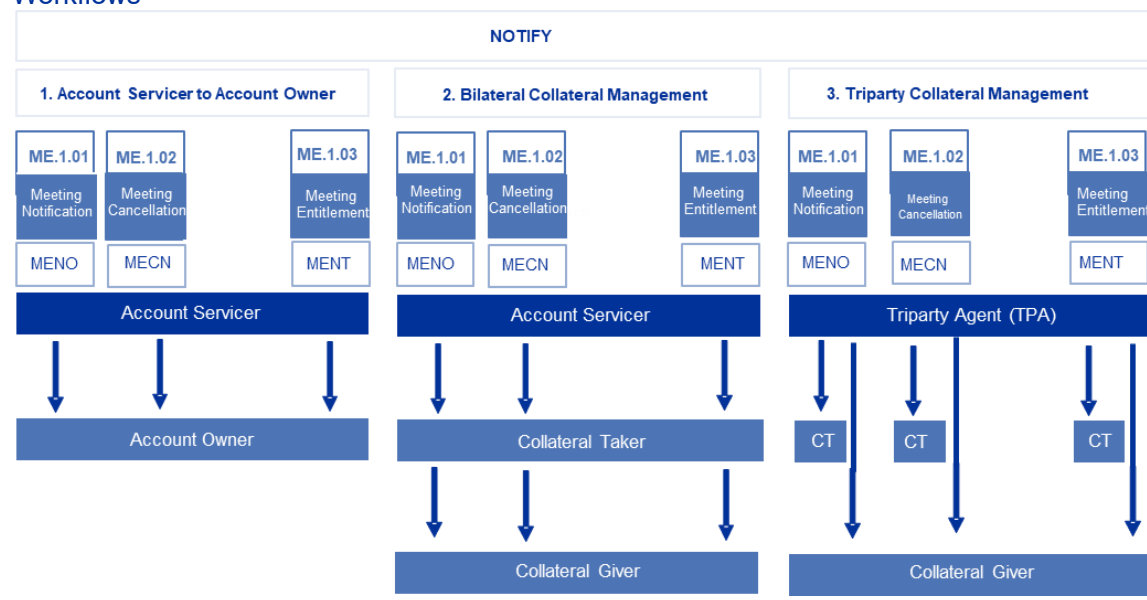 Workflows
NOTIFY
1. Account Servicer to Account Owner
2. Bilateral Collateral Management
3. Triparty Collateral Management
ME.1.01
ME.1.02
ME.1.03
ME.1.01
ME.1.02
ME.1.03
ME.1.01
ME.1.02
ME.1.03
Meeting
Notification
Meeting
Cancellation
Meeting
Entitlement
Meeting
Notification
Meeting
Cancellation
Meeting
Entitlement
Meeting
Notification
Meeting
Cancellation
Meeting
Entitlement
MENO
MECN
MENT
MENO
MECN
MENT
MENO
MECN
MENT
Account Servicer
Account Servicer
Triparty Agent (TPA)
Account Owner
Collateral Taker
CT
CT
CT
Collateral Giver
Collateral Giver